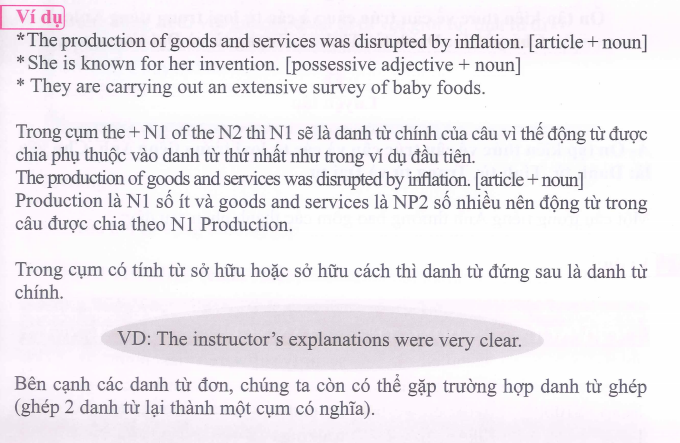 Ví dụ
*The production of goods and services was disrupted by inflation. [article + noun]
*She is known for her invention. [possessive adjective + noun]
* They are carrying out an extensive survey of baby foods.
Trong cụm the + N1 of the N2 thì N1 sẽ là danh từ chính của câu vì thế động từ được
chia phụ thuộc vào danh từ thứ nhất như trong ví dụ đầu tiên.
The production of goods and services was disrupted by inflation. [article + noun]
Production là N1 số ít và goods and services là NP2 số nhiều nên động từ trong
câu được chia theo N1 Production.
Trong cụm có tính từ sở hữu hoặc sở hữu cách thì danh từ đứng sau là danh từ
chính.
VD: The instructor's explanations were very clear.
Bên cạnh các danh từ đơn, chúng ta còn có thể gặp trường hợp danh từ ghép
(ghép 2 danh từ lại thành một cụm có nghĩa).